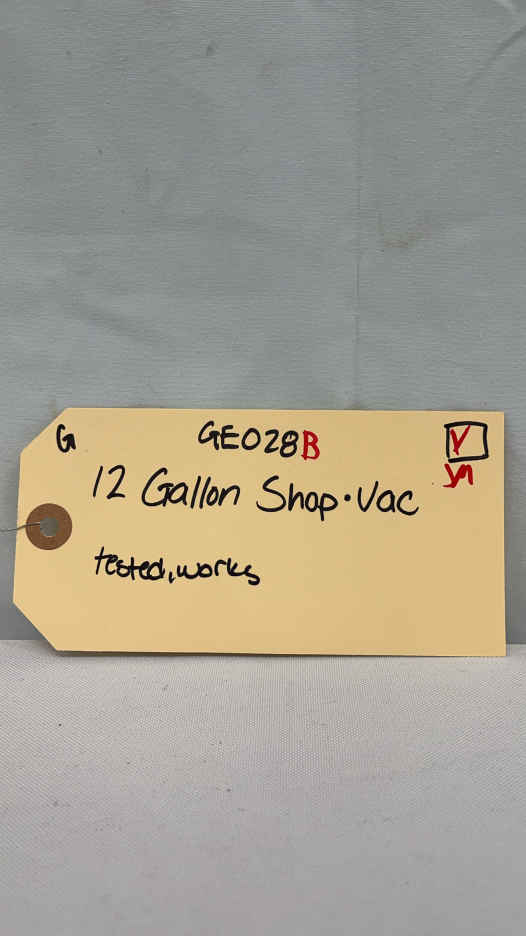 G GE028B
12 Gallon Shop·Vac
tested, works